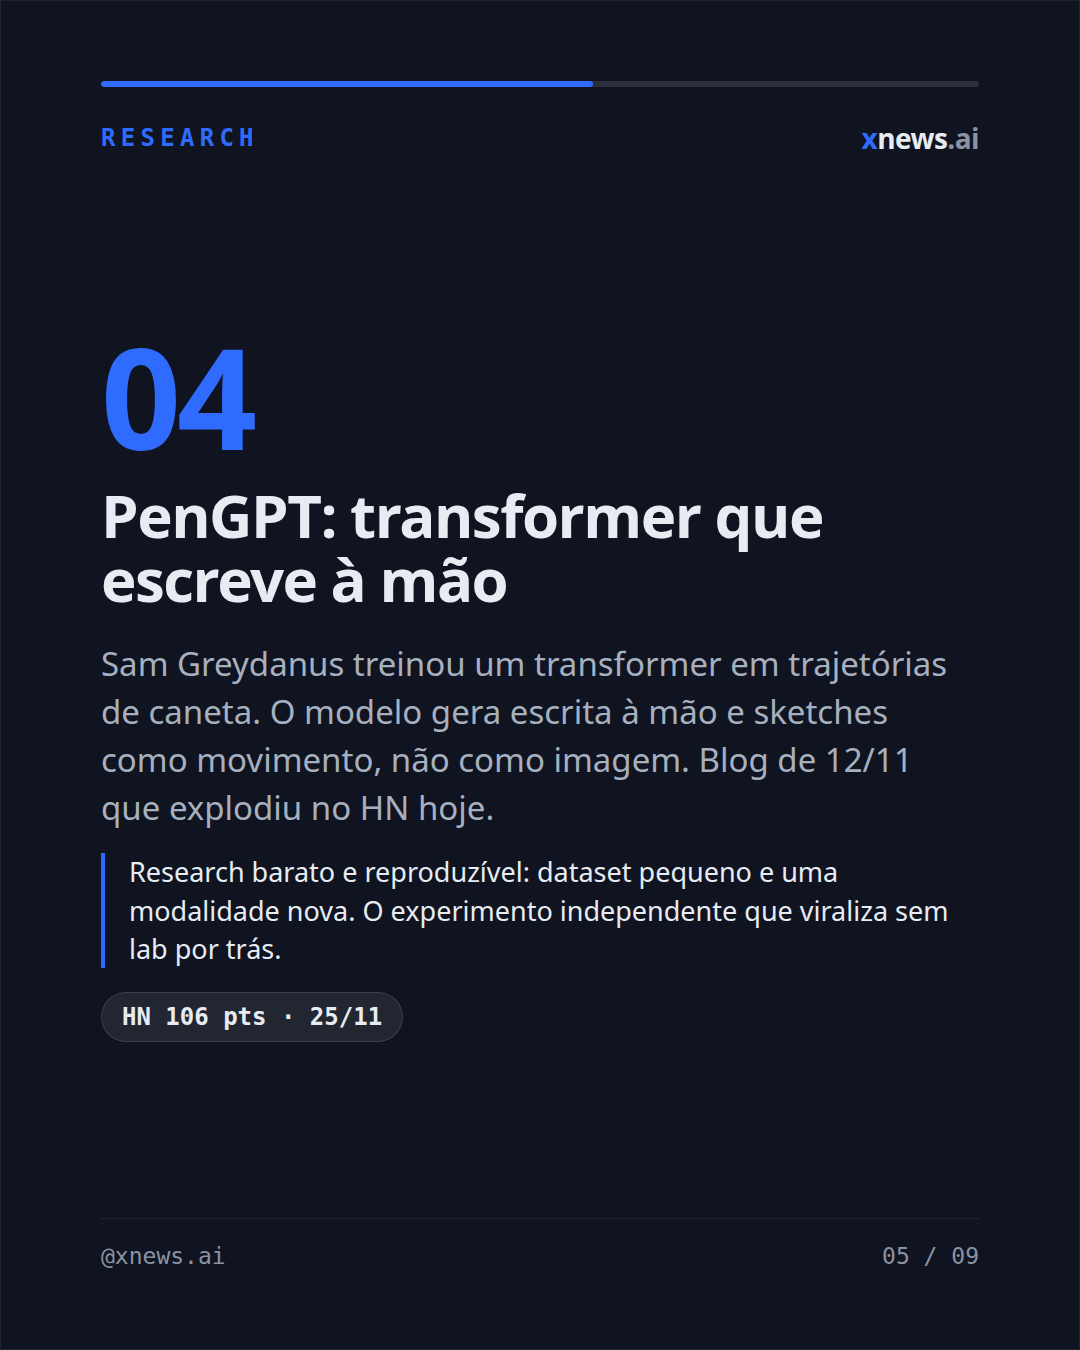 RESEARCH
xnews.ai
04
PenGPT: transformer que
escreve à mão
Sam Greydanus treinou um transformer em trajetórias
de caneta. O modelo gera escrita à mão e sketches
como movimento, não como imagem. Blog de 12/11
que explodiu no HN hoje.
Research barato e reproduzível: dataset pequeno e uma
modalidade nova. O experimento independente que viraliza sem
lab por trás.
HN 106 pts · 25/11
@xnews.ai
05 / 09